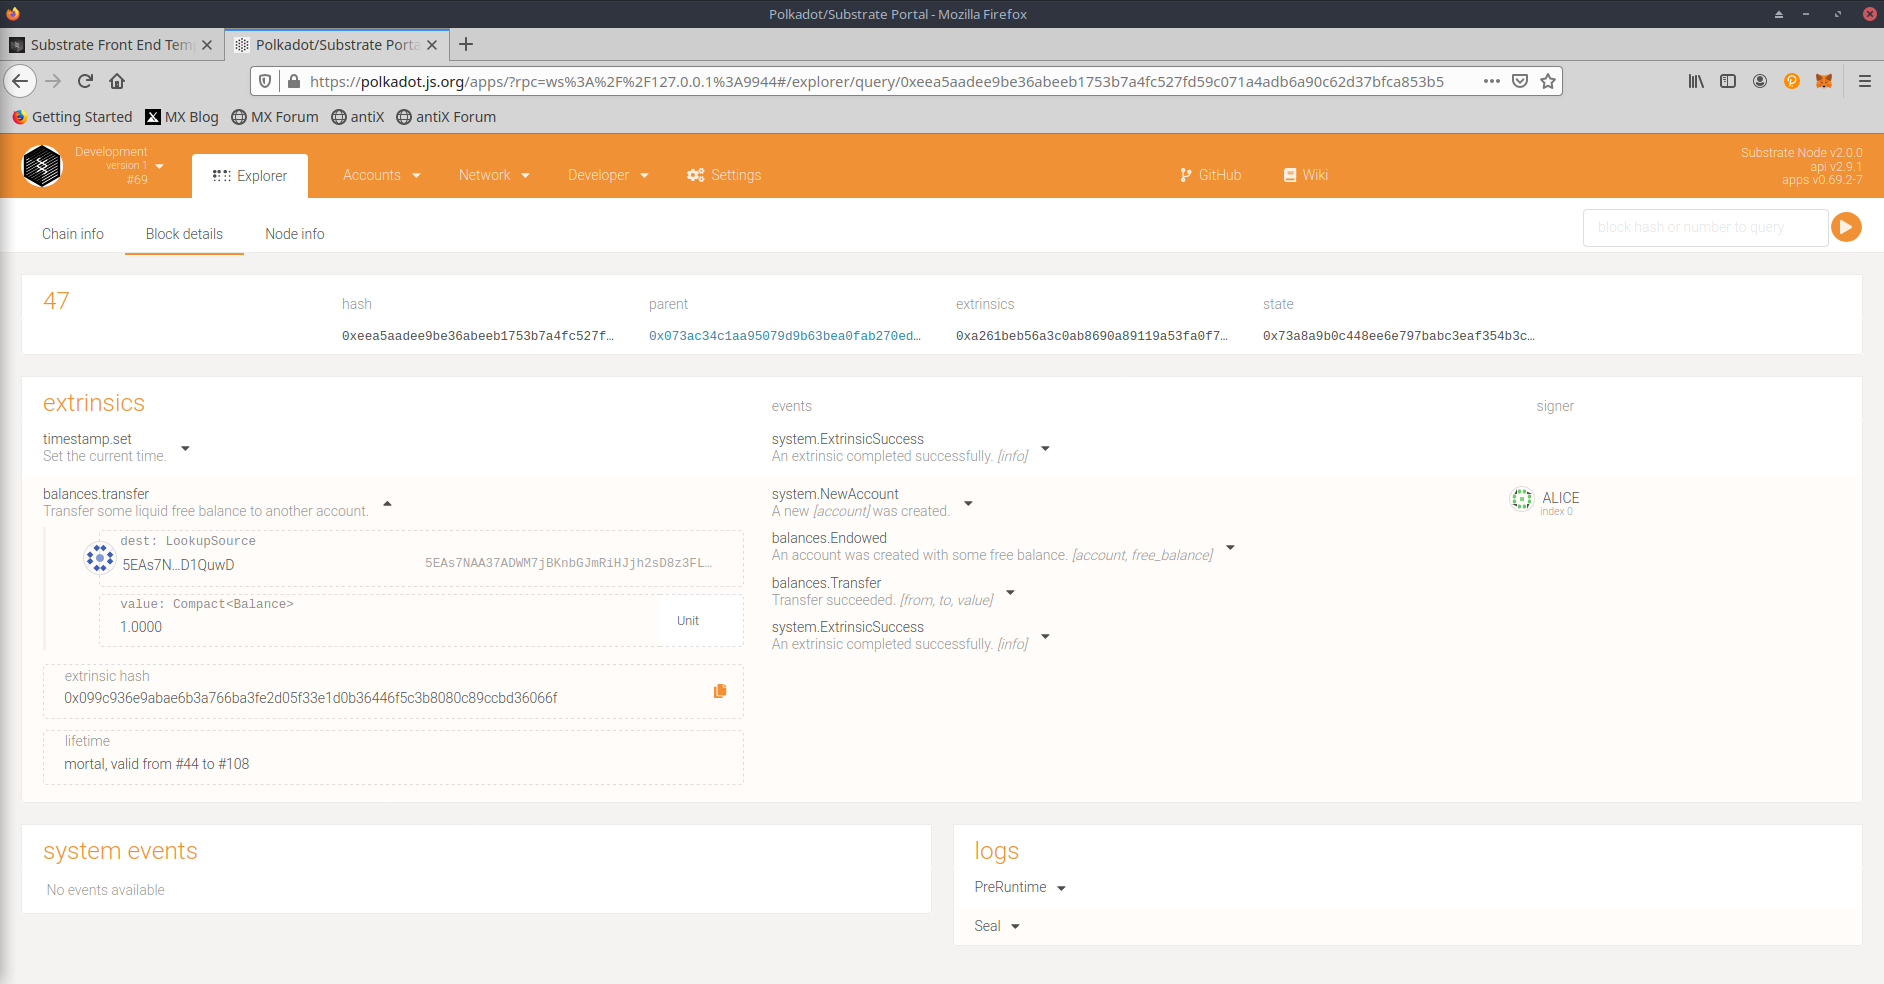 Polkadot/Substrate Portal - Mozilla Firefox
Substrate Front End Tem
Polkadot/Substrate Porta
https://polkadot.js.org/apps/?rpc=ws%3A%2F%2F127.0.0.1%3A9944#/explorer/query/0xeea5aadee9be36abeeb1753b7a4fc527fd59c071a4adb6a90c62d37bfca853b5
Getting Started MX Blog MX Forum antiX antiX Forum
Development
version 1
#69
Explorer Accounts Network Developer Settings GitHub Wiki
Substrate Node v2.0.0
api v2.9.1
apps v0.69.2-7
Chain info Block details Node info
block hash or number to query
47
hash parent extrinsics state
0xeea5aadee9be36abeeb1753b7a4fc527f… 0x073ac34c1aa95079d9b63bea0fab270ed… 0xa261beb56a3c0ab8690a89119a53fa0f7… 0x73a8a9b0c448ee6e797babc3eaf354b3c…
extrinsics events signer
timestamp.set
Set the current time.
system.ExtrinsicSuccess
An extrinsic completed successfully. [info]
balances.transfer
Transfer some liquid free balance to another account.
system.NewAccount
A new [account] was created.
ALICE
index 0
dest: LookupSource
5EAs7N…D1QuwD 5EAs7NAA37ADWM7jBKnbGJmRiHJjh2sD8z3FL…
balances.Endowed
An account was created with some free balance. [account, free_balance]
value: Compact<Balance>
1.0000 Unit
balances.Transfer
Transfer succeeded. [from, to, value]
system.ExtrinsicSuccess
An extrinsic completed successfully. [info]
extrinsic hash
0x099c936e9abae6b3a766ba3fe2d05f33e1d0b36446f5c3b8080c89ccbd36066f
lifetime
mortal, valid from #44 to #108
system events
No events available
logs
PreRuntime
Seal